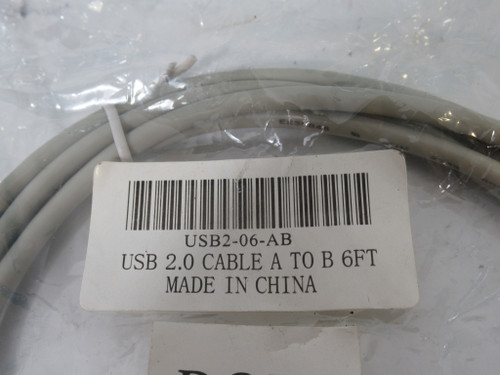 USB2-06-AB
USB 2.0 CABLE A TO B 6FT
MADE IN CHINA